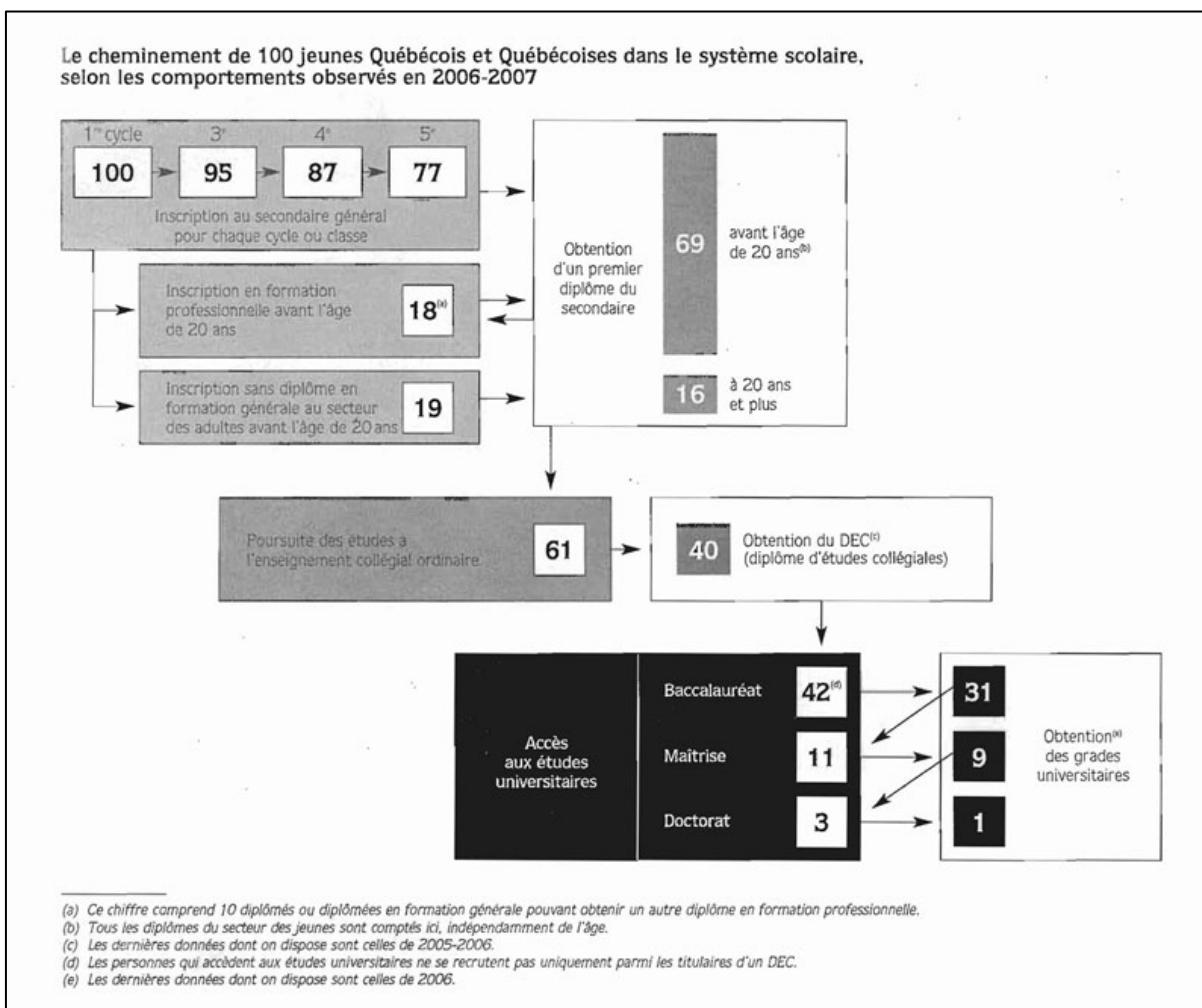 Le cheminement de 100 jeunes Québécois et Québécoises dans le système scolaire,
selon les comportements observés en 2006-2007
1re cycle 3e 4e 5e
100 95 87 77
Inscription au secondaire général
pour chaque cycle ou classe
Inscription en formation
professionnelle avant l'âge
de 20 ans
18(a)
Inscription sans diplôme en
formation générale au secteur
des adultes avant l'âge de 20 ans
19
Obtention
d'un premier
diplôme du
secondaire
69
avant l'âge
de 20 ans(b)
16
à 20 ans
et plus
Poursuite des études à
l'enseignement collégial ordinaire
61
40
Obtention du DEC(c)
(diplôme d'études collégiales)
Accès
aux études
universitaires
Baccalauréat 42(d) 31
Maîtrise 11 9
Doctorat 3 1
Obtention(e)
des grades
universitaires
(a) Ce chiffre comprend 10 diplômés ou diplômées en formation générale pouvant obtenir un autre diplôme en formation professionnelle.
(b) Tous les diplômes du secteur des jeunes sont comptés ici, indépendamment de l'âge.
(c) Les dernières données dont on dispose sont celles de 2005-2006.
(d) Les personnes qui accèdent aux études universitaires ne se recrutent pas uniquement parmi les titulaires d'un DEC.
(e) Les dernières données dont on dispose sont celles de 2006.